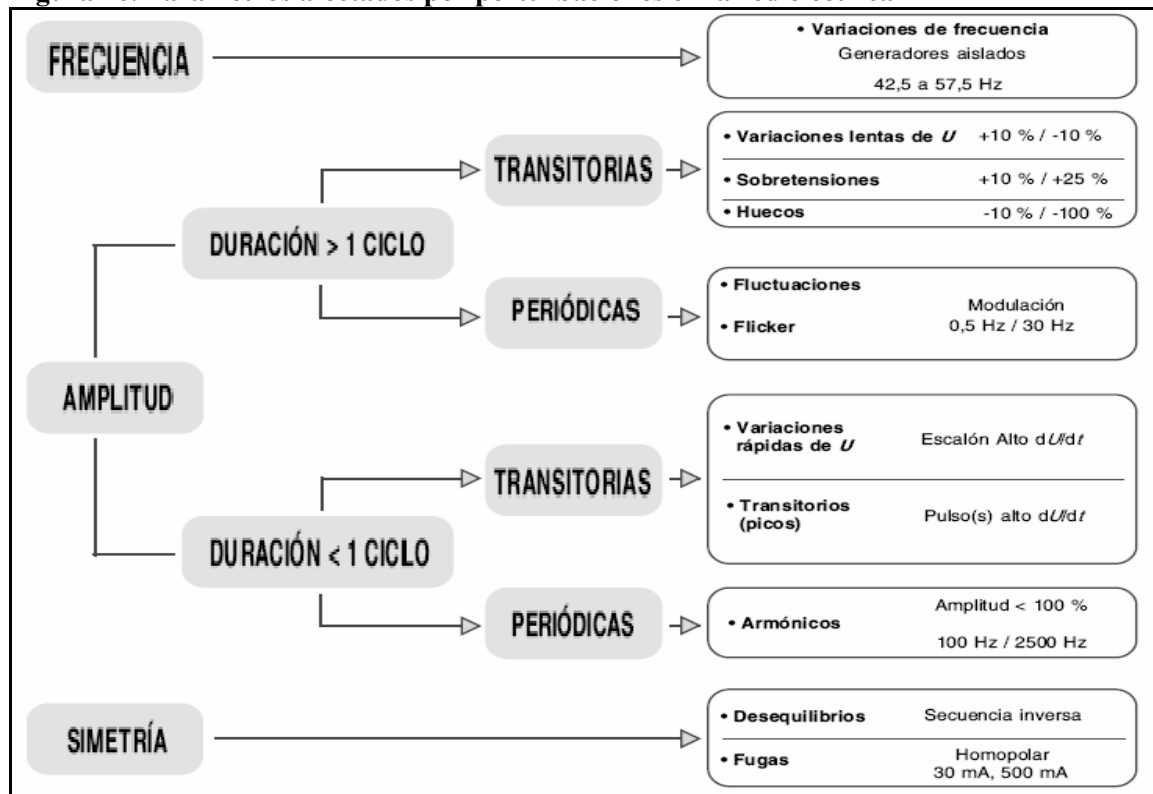 FRECUENCIA
• Variaciones de frecuencia
Generadores aislados
42,5 a 57,5 Hz
AMPLITUD
DURACIÓN > 1 CICLO
TRANSITORIAS
• Variaciones lentas de U +10 % / -10 %
• Sobretensiones +10 % / +25 %
• Huecos -10 % / -100 %
PERIÓDICAS
• Fluctuaciones
• Flicker
Modulación
0,5 Hz / 30 Hz
DURACIÓN < 1 CICLO
TRANSITORIAS
• Variaciones
rápidas de U
Escalón Alto dU/dt
• Transitorios
(picos)
Pulso(s) alto dU/dt
PERIÓDICAS
• Armónicos
Amplitud < 100 %
100 Hz / 2500 Hz
SIMETRÍA
• Desequilibrios Secuencia inversa
• Fugas
Homopolar
30 mA, 500 mA